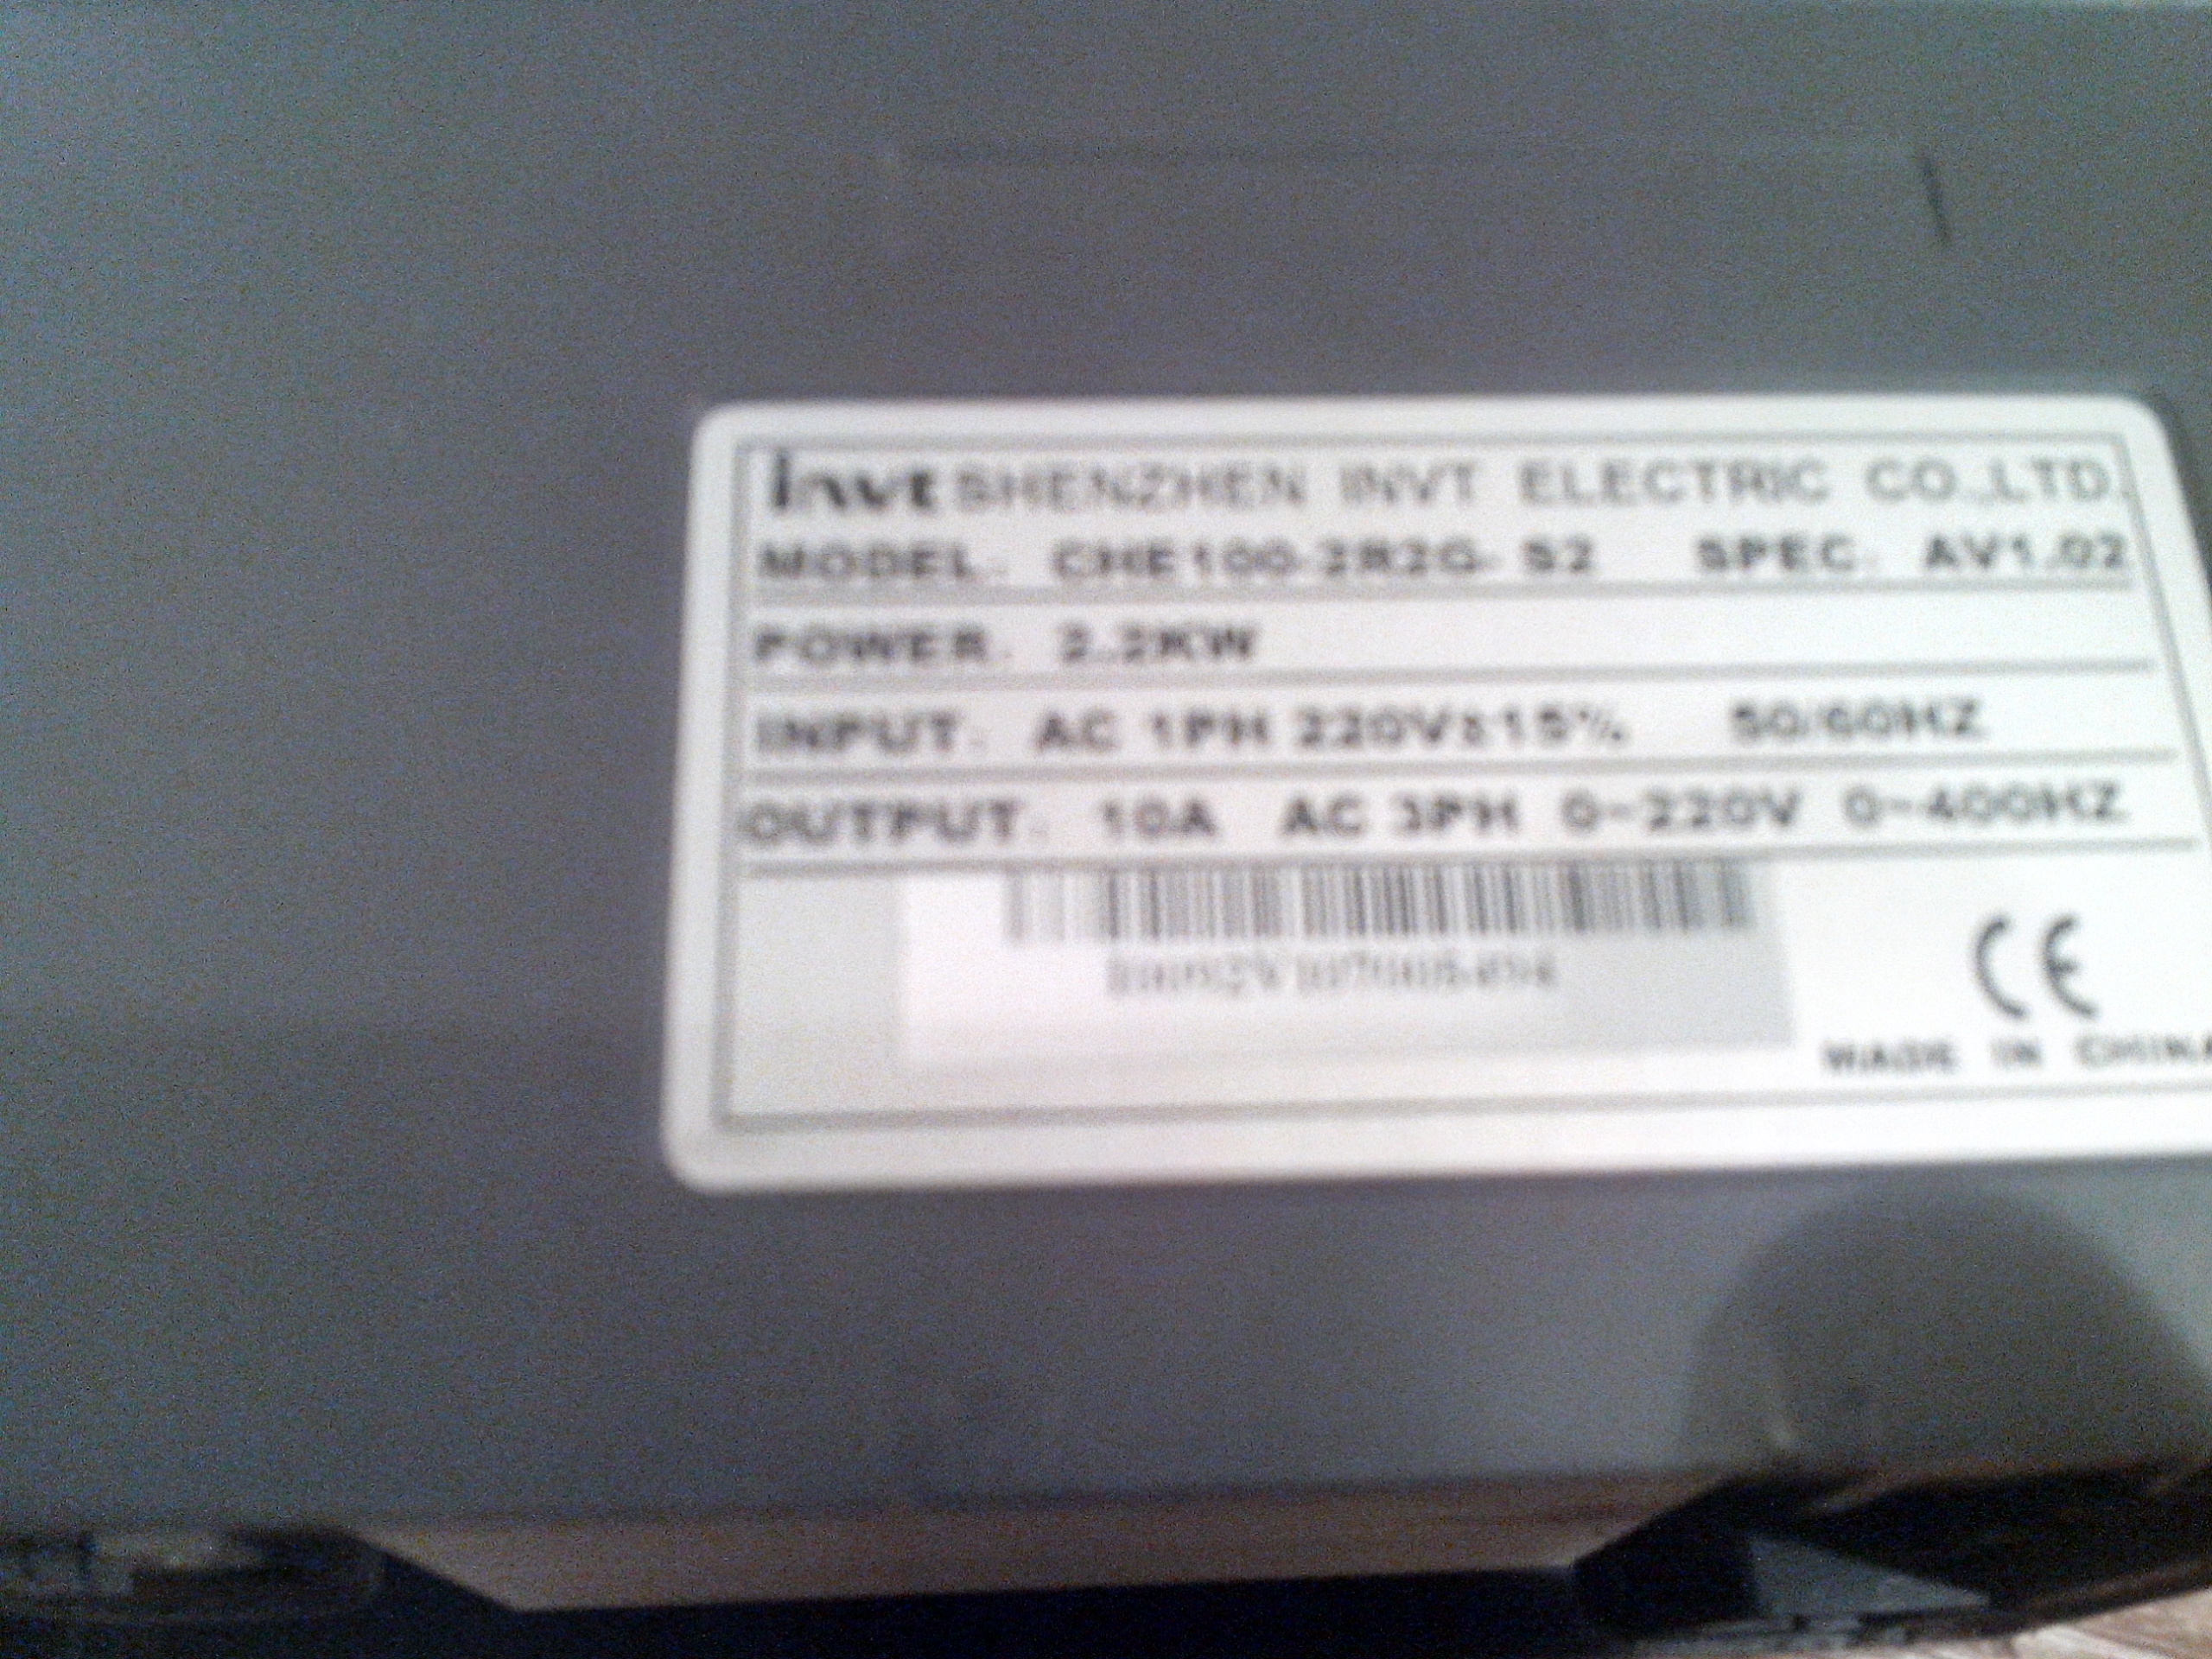 invt SHENZHEN INVT ELECTRIC CO.,LTD.
MODEL: CHE100-2R2G-S2 SPEC: AV1.02
POWER: 2.2KW
INPUT: AC 1PH 220V±15% 50/60HZ
OUTPUT: 10A AC 3PH 0~220V 0~400HZ
CE
MADE IN CHINA